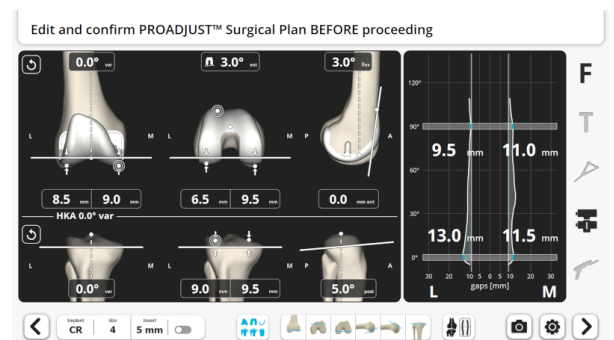 Edit and confirm PROADJUST™ Surgical Plan BEFORE proceeding
0.0° var
3.0° ext
3.0° flex
L M L M P A
8.5 mm 9.0 mm
6.5 mm 9.5 mm
0.0 mm ant
HKA 0.0° var
L M L M P A
0.0° var
9.0 mm 9.5 mm
5.0° post
120°
90°
9.5 mm 11.0 mm
60°
30°
13.0 mm 11.5 mm
0°
30 20 10 5 0 5 10 20 30
gaps [mm]
L M
F
T
Implant Size Insert
CR 4 5 mm